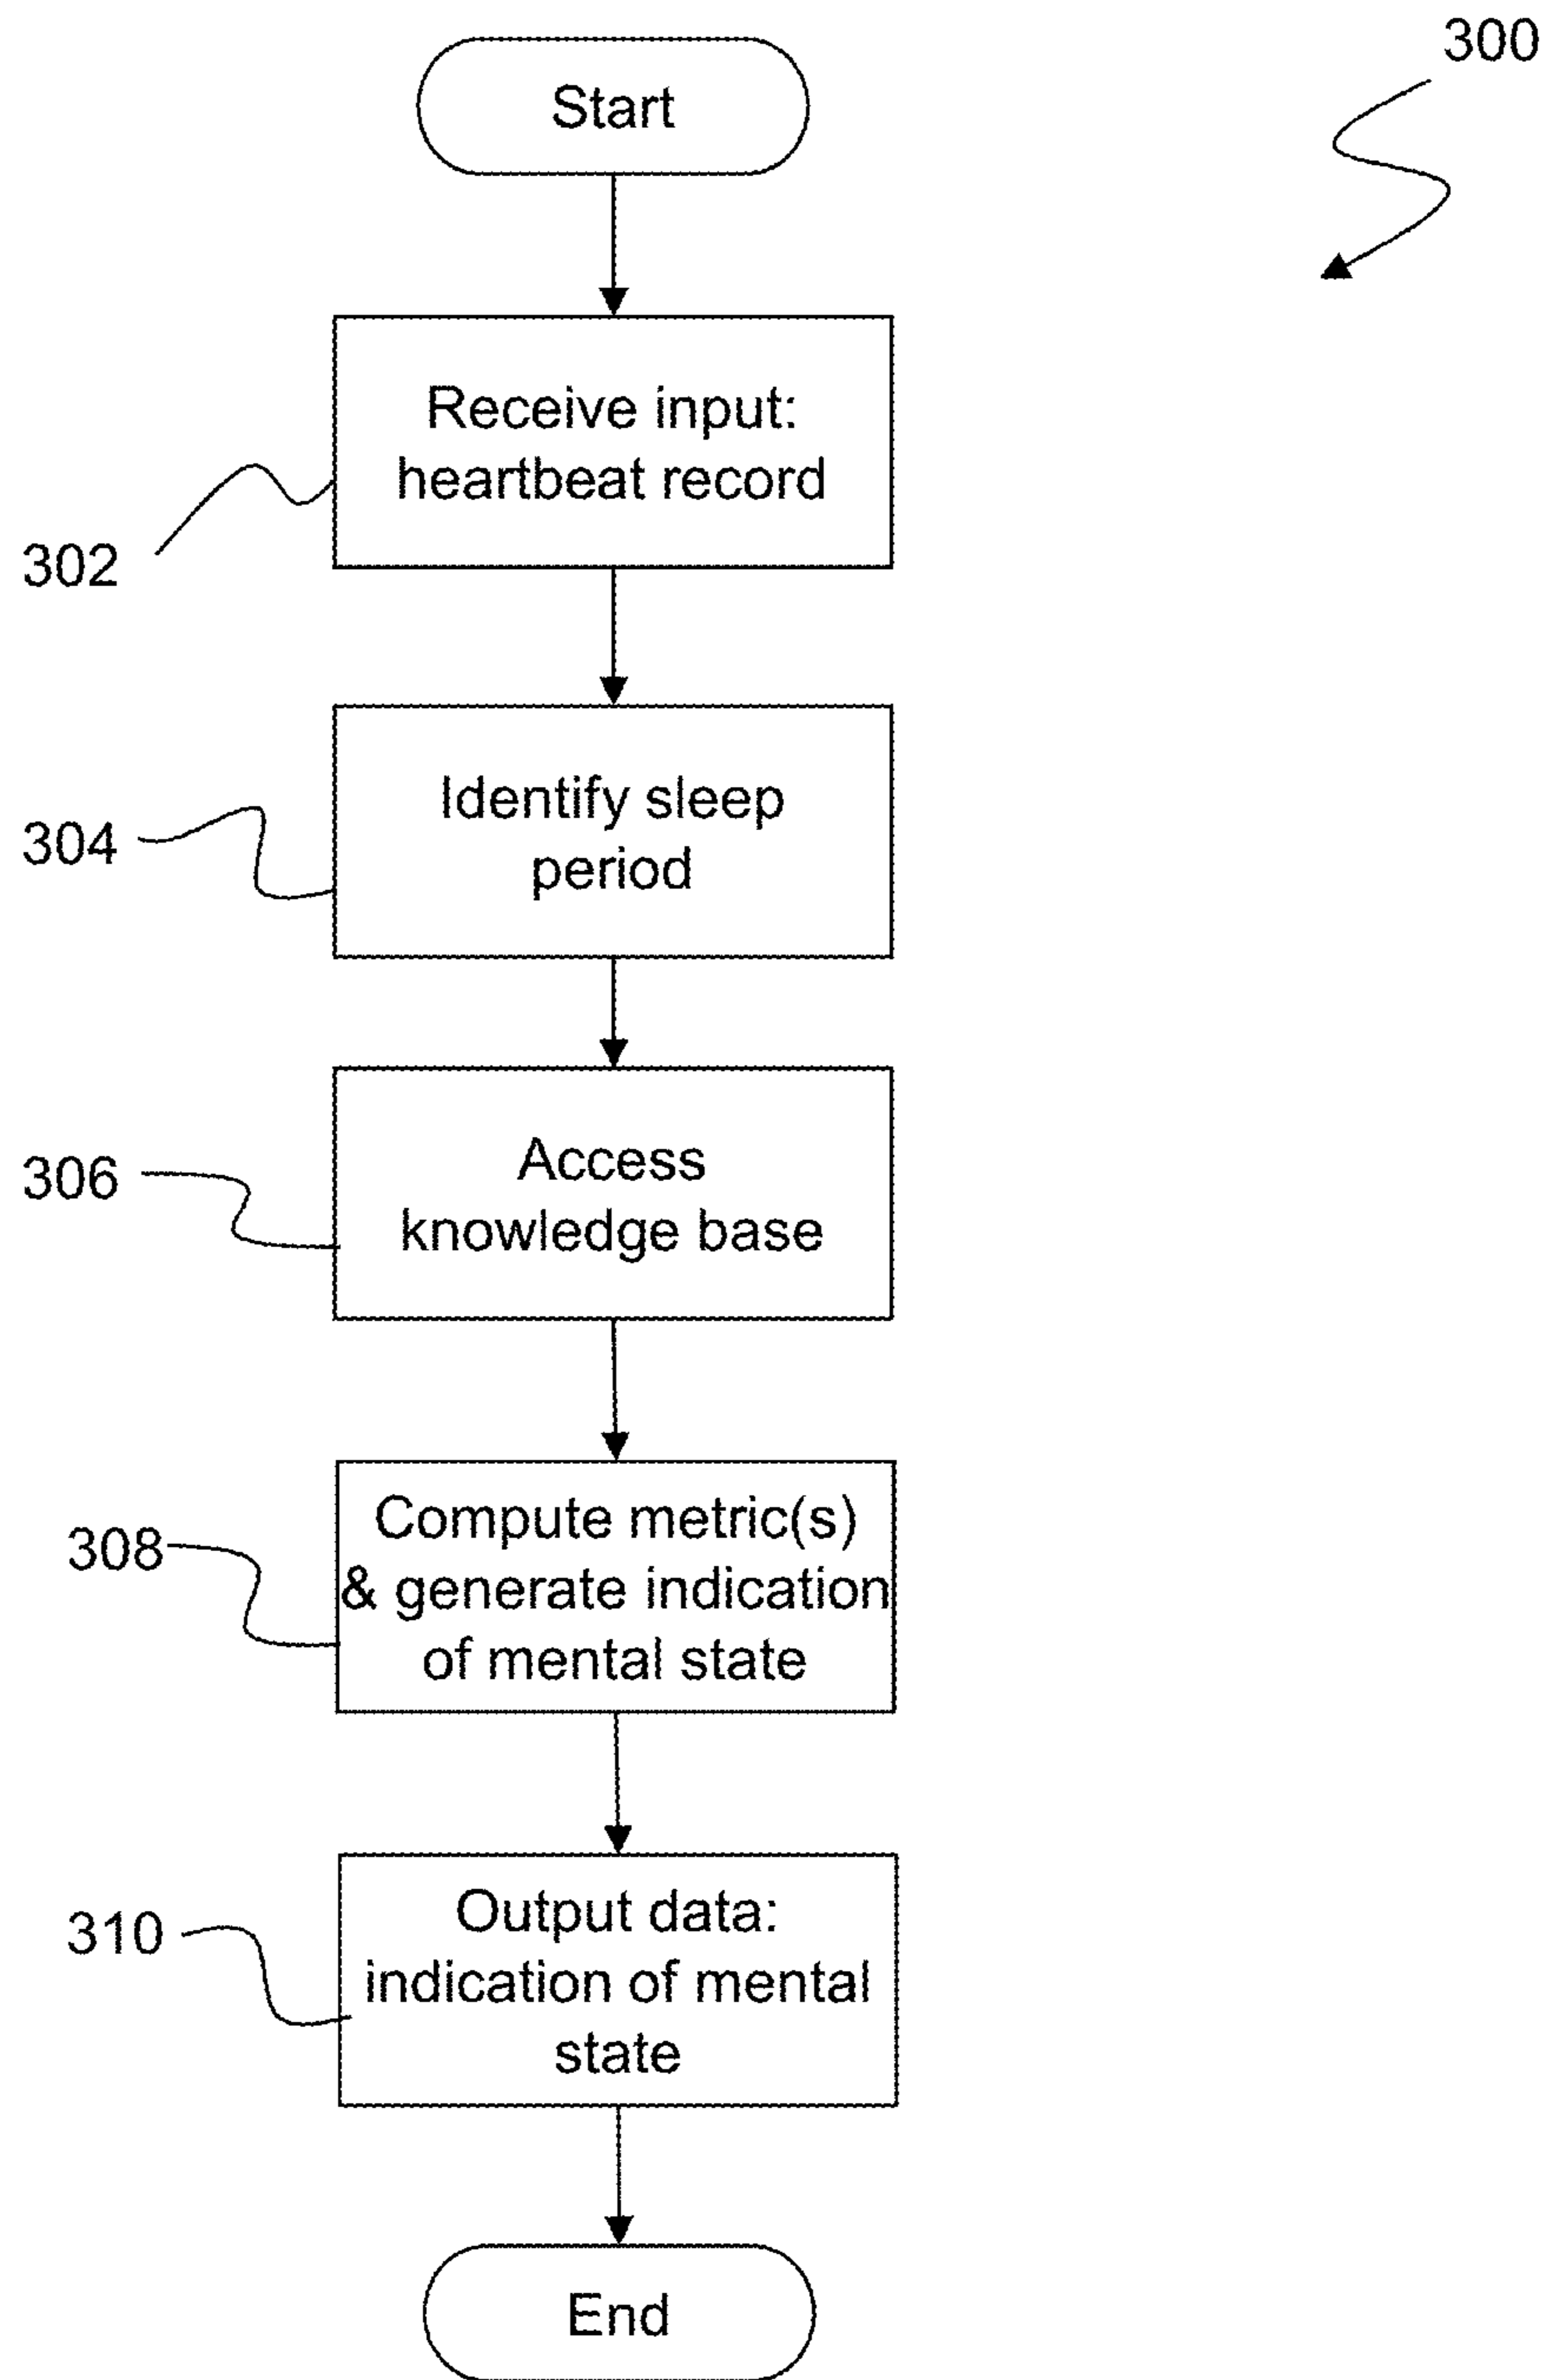 300
Start
Receive input:
heartbeat record
302
Identify sleep
period
304
Access
knowledge base
306
Compute metric(s)
& generate indication
of mental state
308
Output data:
indication of mental
state
310
End